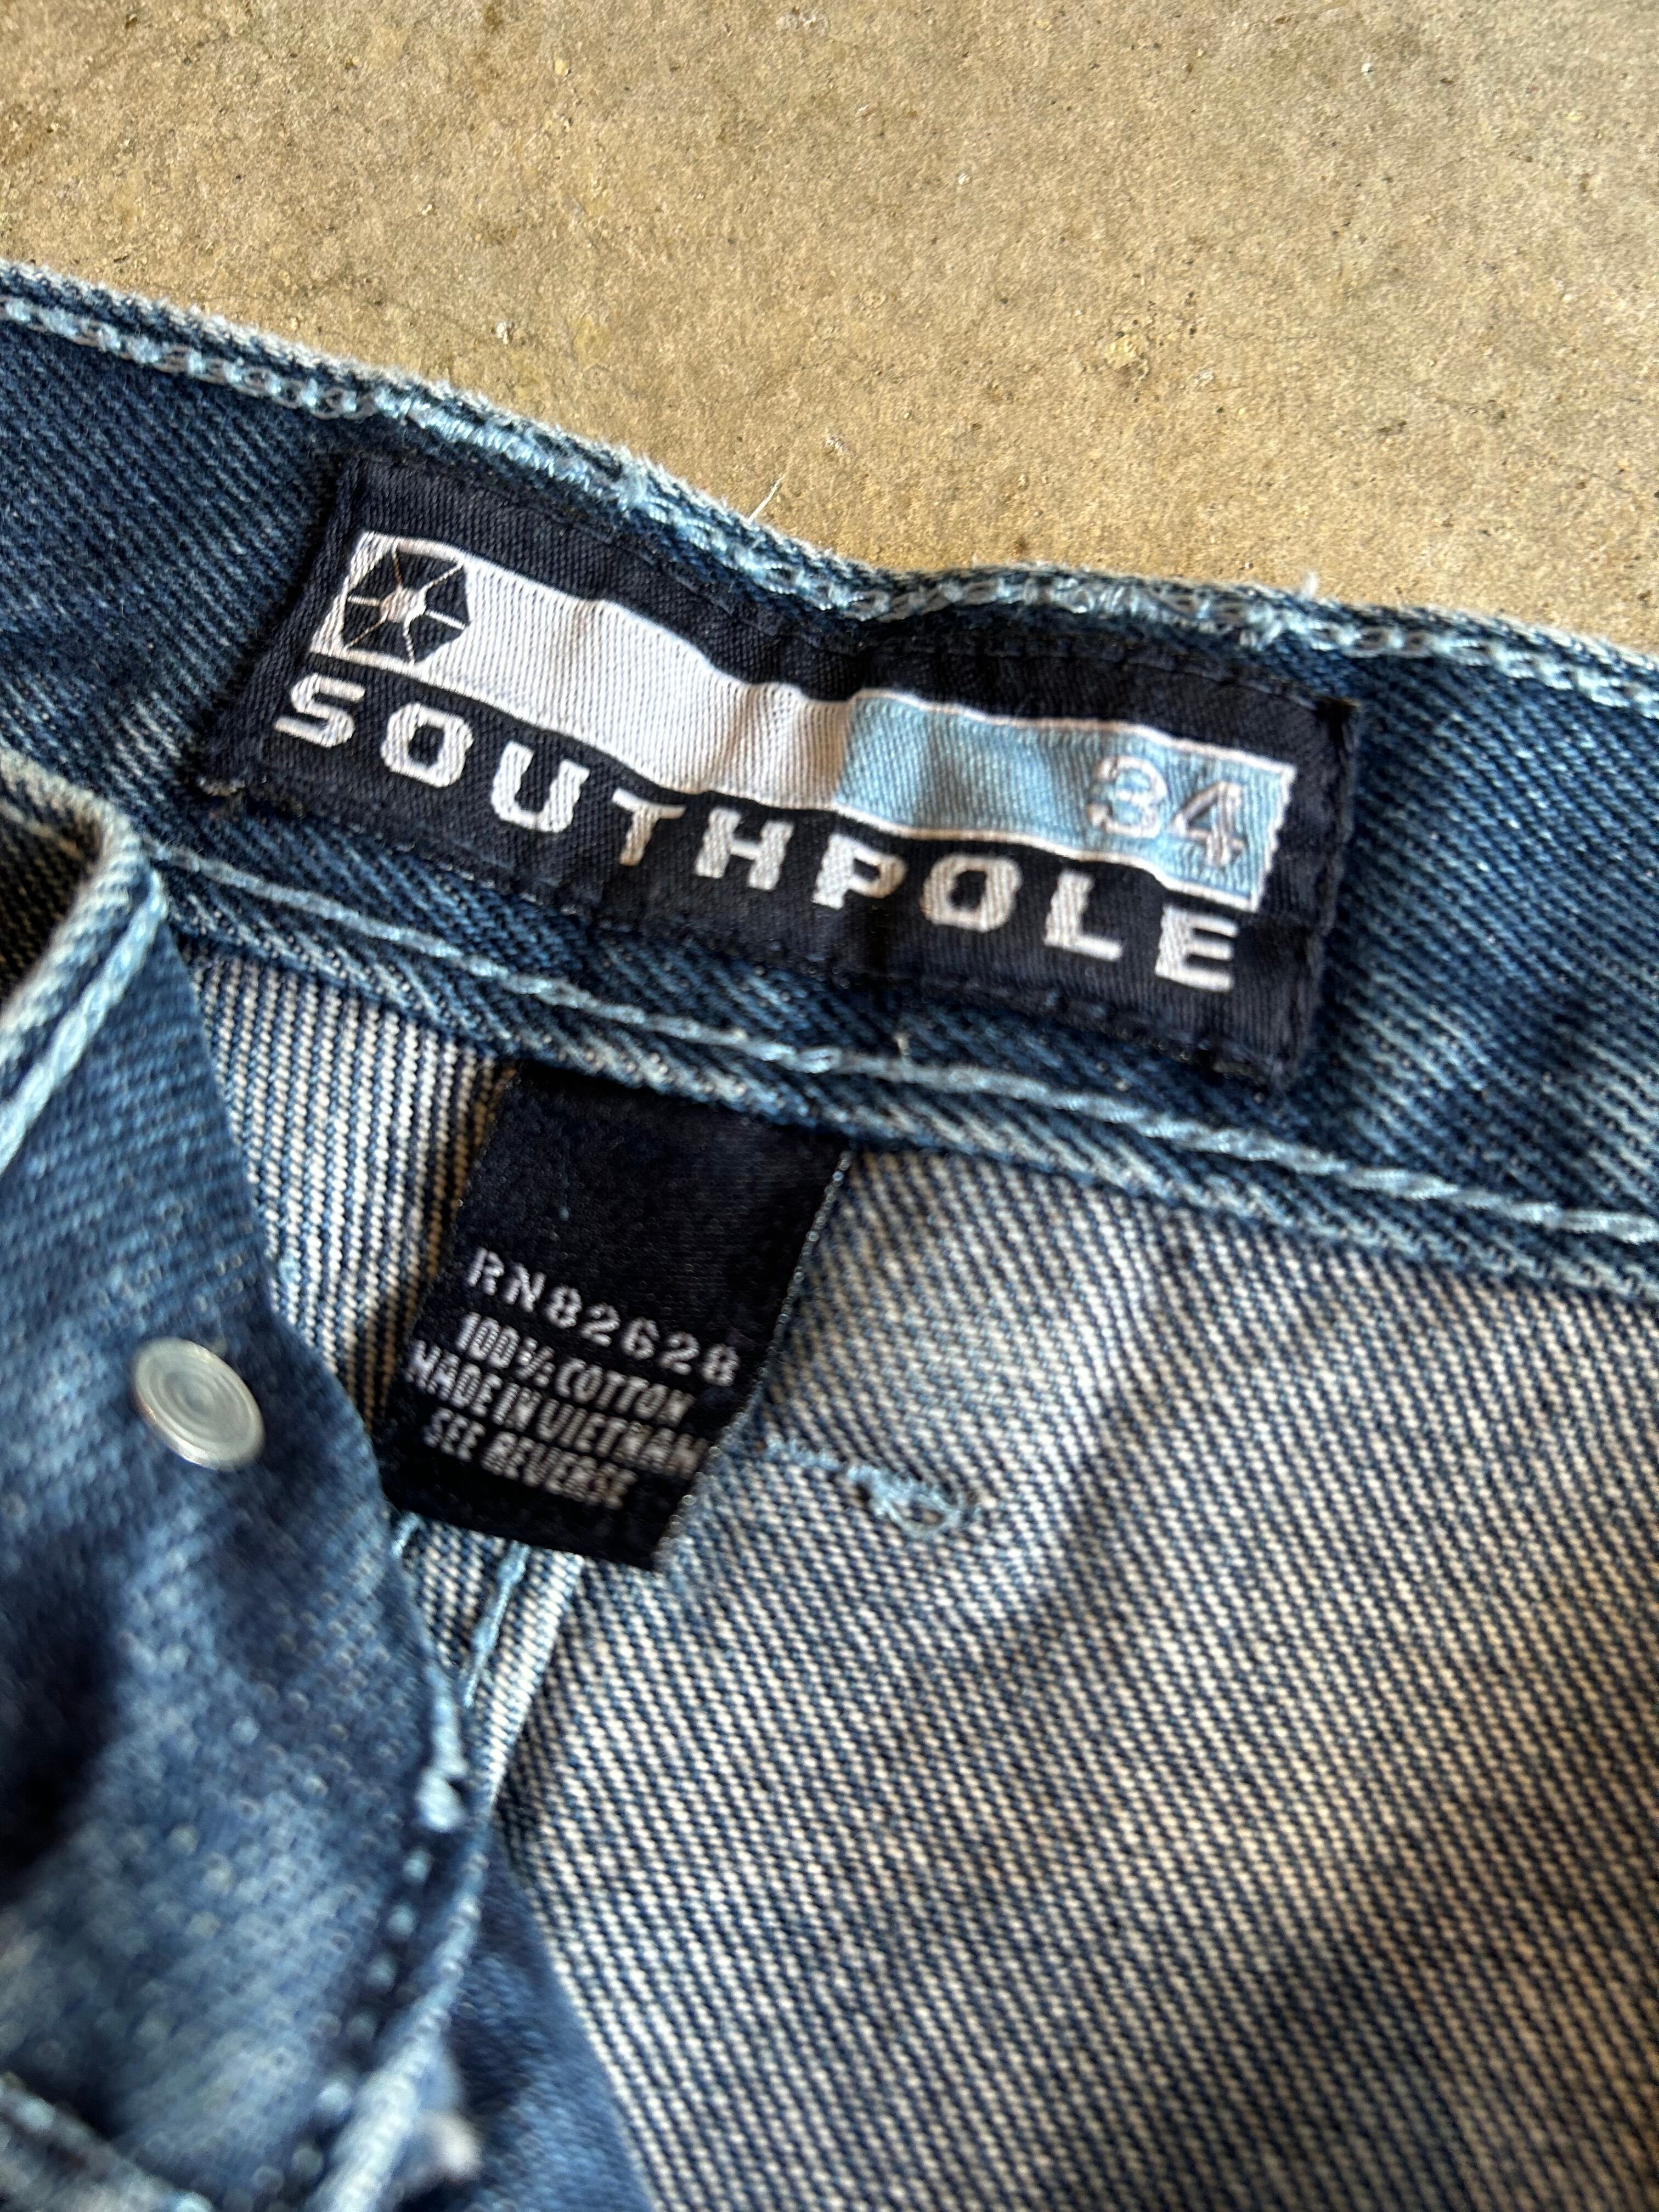 34
SOUTHPOLE
RN82628
100% COTTON
MADE IN VIETNAM
SEE REVERSE